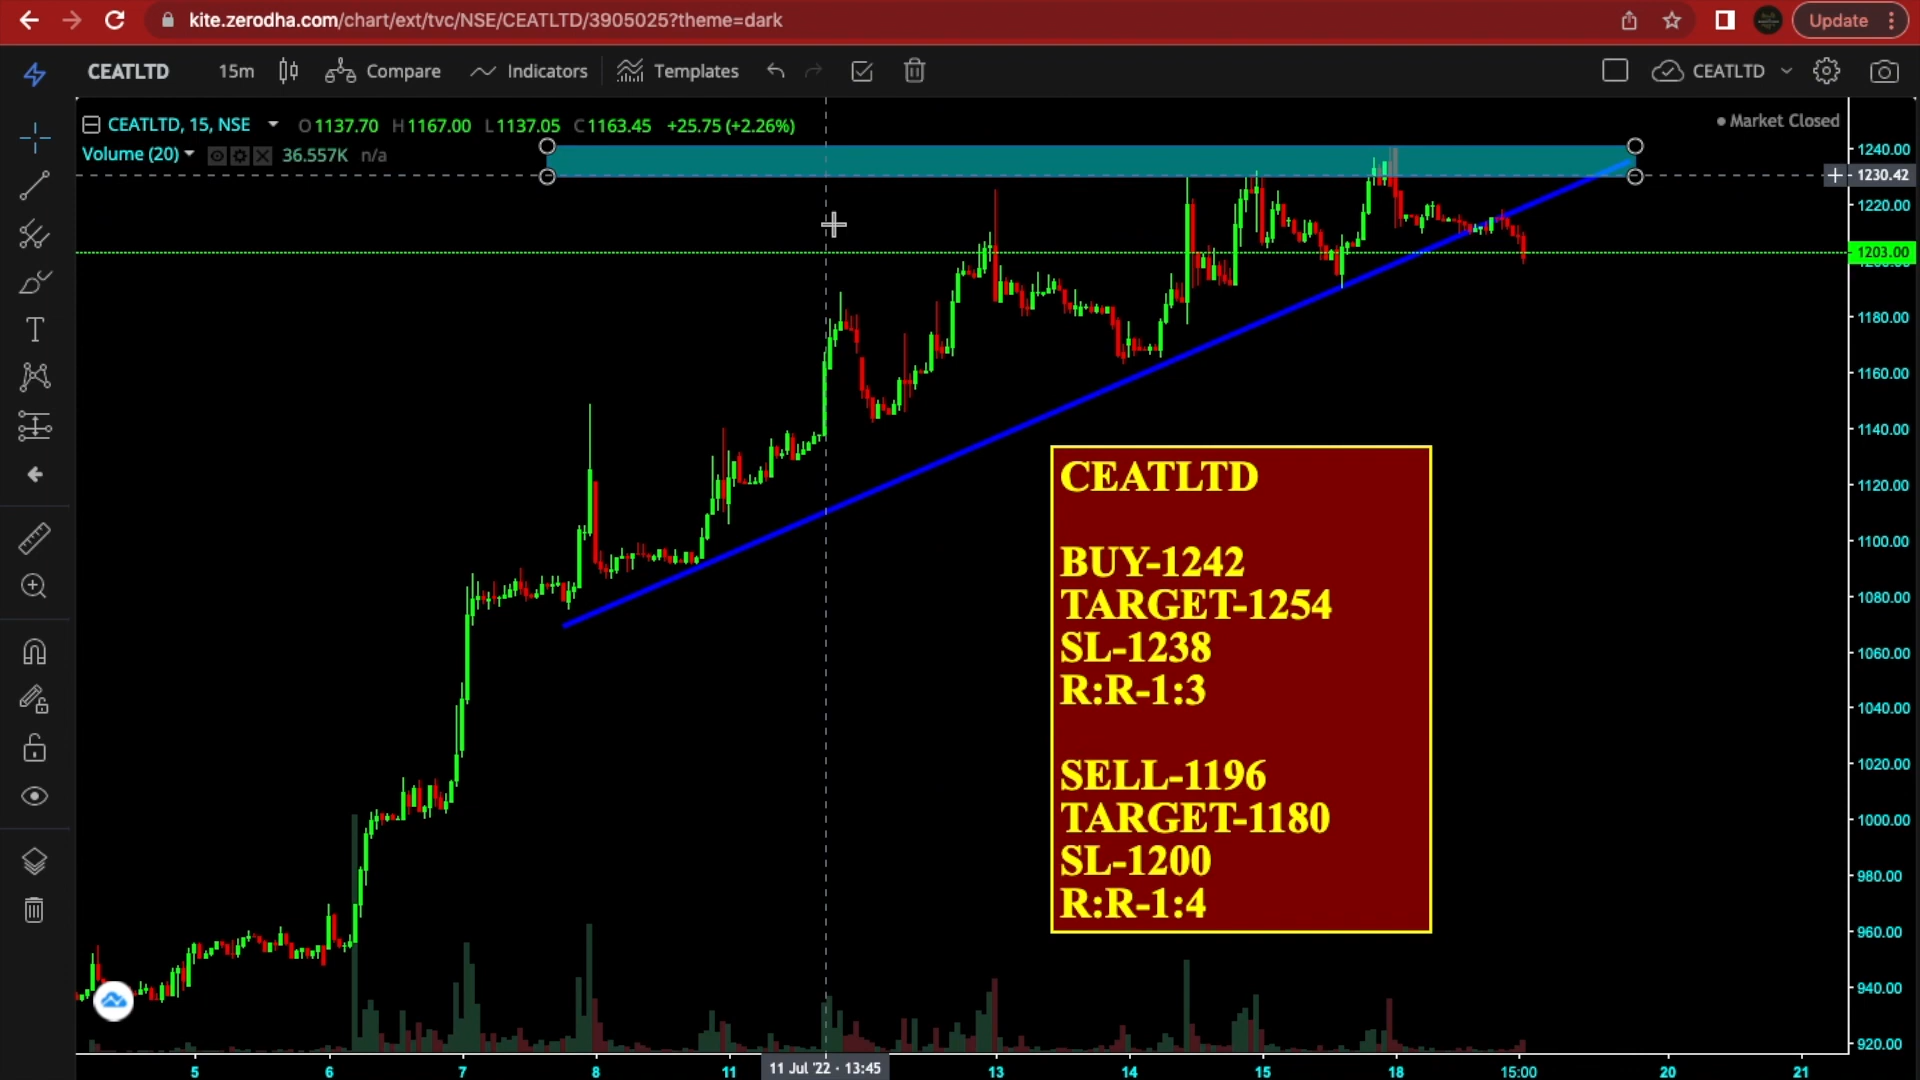 kite.zerodha.com/chart/ext/tvc/NSE/CEATLTD/3905025?theme=dark
Update
CEATLTD 15m Compare Indicators Templates CEATLTD
CEATLTD, 15, NSE O1137.70 H1167.00 L1137.05 C1163.45 +25.75 (+2.26%)
Market Closed
Volume (20) 36.557K n/a
1240.00
1230.42
1220.00
1203.00
1180.00
1160.00
1140.00
1120.00
1100.00
1080.00
1060.00
1040.00
1020.00
1000.00
980.00
960.00
940.00
920.00
CEATLTD
BUY-1242
TARGET-1254
SL-1238
R:R-1:3
SELL-1196
TARGET-1180
SL-1200
R:R-1:4
5 6 7 8 11 11 Jul '22 · 13:45 13 14 15 18 15:00 20 21